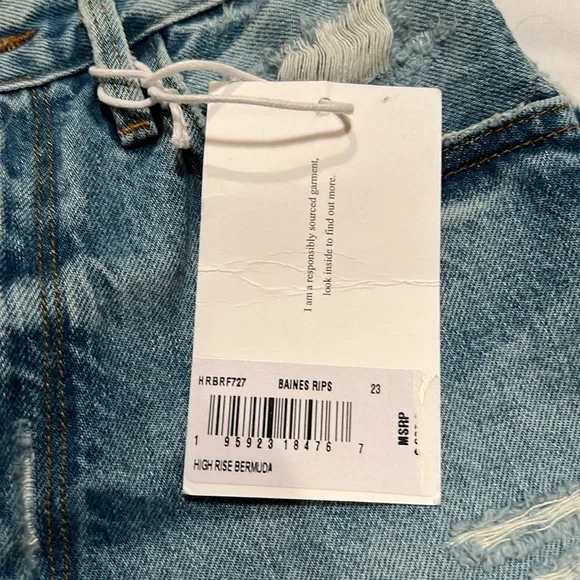 I am a responsibly sourced garment,
look inside to find out more.
HRBRF727 BAINES RIPS 23
1 95923 18476 7
HIGH RISE BERMUDA
MSRP